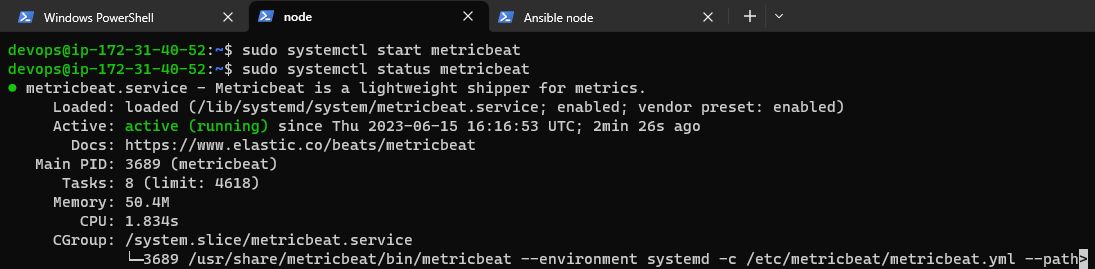 Windows PowerShell
node
Ansible node
devops@ip-172-31-40-52:~$ sudo systemctl start metricbeat
devops@ip-172-31-40-52:~$ sudo systemctl status metricbeat
● metricbeat.service - Metricbeat is a lightweight shipper for metrics.
     Loaded: loaded (/lib/systemd/system/metricbeat.service; enabled; vendor preset: enabled)
     Active: active (running) since Thu 2023-06-15 16:16:53 UTC; 2min 26s ago
       Docs: https://www.elastic.co/beats/metricbeat
   Main PID: 3689 (metricbeat)
      Tasks: 8 (limit: 4618)
     Memory: 50.4M
        CPU: 1.834s
     CGroup: /system.slice/metricbeat.service
             └─3689 /usr/share/metricbeat/bin/metricbeat --environment systemd -c /etc/metricbeat/metricbeat.yml --path>